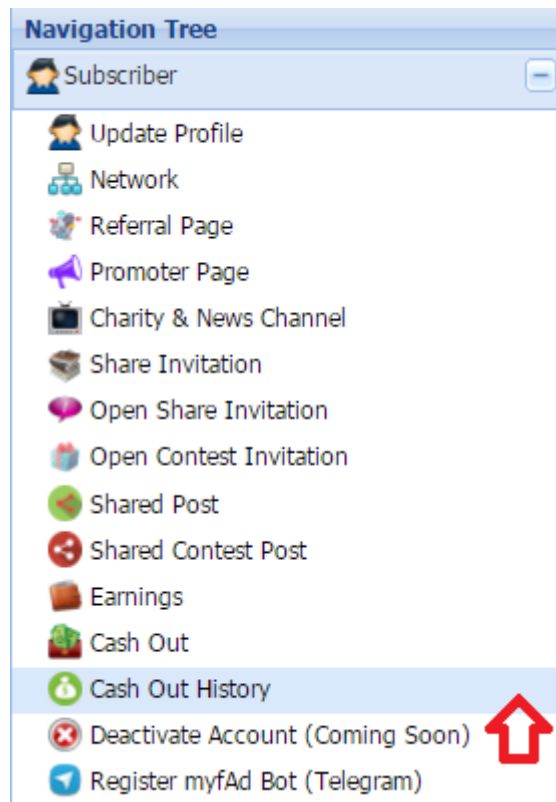 Navigation Tree
Subscriber
Update Profile
Network
Referral Page
Promoter Page
Charity & News Channel
Share Invitation
Open Share Invitation
Open Contest Invitation
Shared Post
Shared Contest Post
Earnings
Cash Out
Cash Out History
Deactivate Account (Coming Soon)
Register myfAd Bot (Telegram)